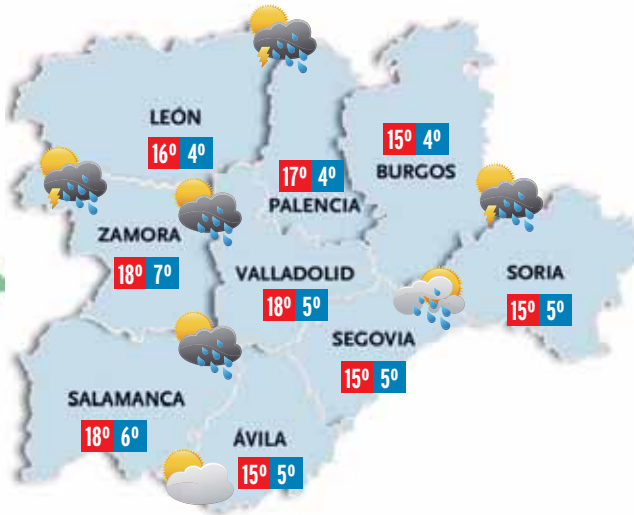 LEÓN
16º 4º
15º 4º
BURGOS
17º 4º
PALENCIA
ZAMORA
18º 7º
VALLADOLID
18º 5º
SORIA
15º 5º
SEGOVIA
15º 5º
SALAMANCA
18º 6º
ÁVILA
15º 5º